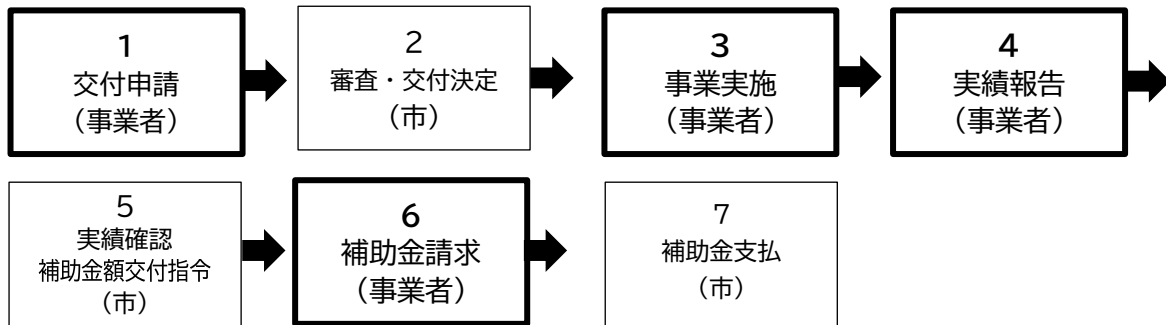 1
交付申請
（事業者）
2
審査・交付決定
（市）
3
事業実施
（事業者）
4
実績報告
（事業者）
5
実績確認
補助金額交付指令
（市）
6
補助金請求
（事業者）
7
補助金支払
（市）